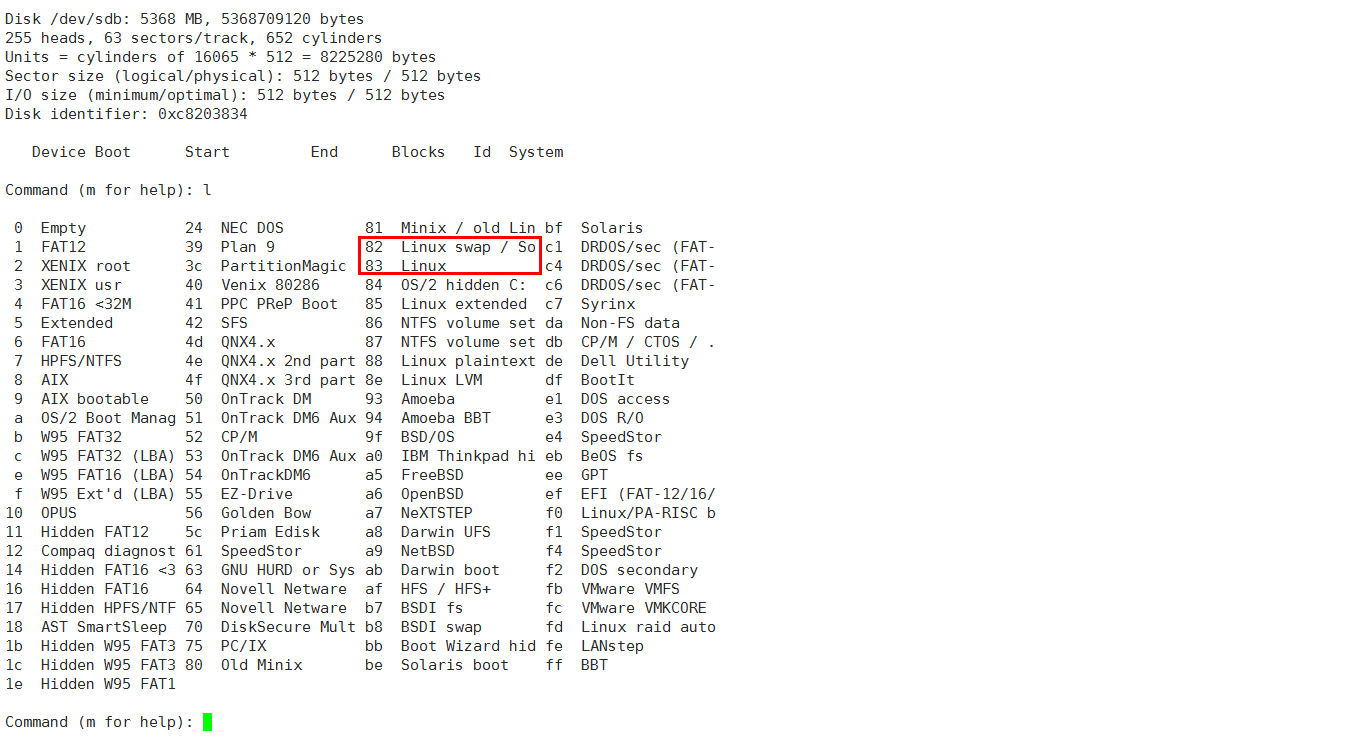 Disk /dev/sdb: 5368 MB, 5368709120 bytes
255 heads, 63 sectors/track, 652 cylinders
Units = cylinders of 16065 * 512 = 8225280 bytes
Sector size (logical/physical): 512 bytes / 512 bytes
I/O size (minimum/optimal): 512 bytes / 512 bytes
Disk identifier: 0xc8203834
   Device Boot      Start         End      Blocks   Id  System
Command (m for help): l
 0  Empty           24  NEC DOS         81  Minix / old Lin bf  Solaris
 1  FAT12           39  Plan 9          82  Linux swap / So c1  DRDOS/sec (FAT-
 2  XENIX root      3c  PartitionMagic  83  Linux           c4  DRDOS/sec (FAT-
 3  XENIX usr       40  Venix 80286     84  OS/2 hidden C:  c6  DRDOS/sec (FAT-
 4  FAT16 <32M      41  PPC PReP Boot   85  Linux extended  c7  Syrinx
 5  Extended        42  SFS             86  NTFS volume set da  Non-FS data
 6  FAT16           4d  QNX4.x          87  NTFS volume set db  CP/M / CTOS / .
 7  HPFS/NTFS       4e  QNX4.x 2nd part 88  Linux plaintext de  Dell Utility
 8  AIX             4f  QNX4.x 3rd part 8e  Linux LVM       df  BootIt
 9  AIX bootable    50  OnTrack DM      93  Amoeba          e1  DOS access
 a  OS/2 Boot Manag 51  OnTrack DM6 Aux 94  Amoeba BBT      e3  DOS R/O
 b  W95 FAT32       52  CP/M            9f  BSD/OS          e4  SpeedStor
 c  W95 FAT32 (LBA) 53  OnTrack DM6 Aux a0  IBM Thinkpad hi eb  BeOS fs
 e  W95 FAT16 (LBA) 54  OnTrackDM6      a5  FreeBSD         ee  GPT
 f  W95 Ext'd (LBA) 55  EZ-Drive        a6  OpenBSD         ef  EFI (FAT-12/16/
10  OPUS            56  Golden Bow      a7  NeXTSTEP        f0  Linux/PA-RISC b
11  Hidden FAT12    5c  Priam Edisk     a8  Darwin UFS      f1  SpeedStor
12  Compaq diagnost 61  SpeedStor       a9  NetBSD          f4  SpeedStor
14  Hidden FAT16 <3 63  GNU HURD or Sys ab  Darwin boot     f2  DOS secondary
16  Hidden FAT16    64  Novell Netware  af  HFS / HFS+      fb  VMware VMFS
17  Hidden HPFS/NTF 65  Novell Netware  b7  BSDI fs         fc  VMware VMKCORE
18  AST SmartSleep  70  DiskSecure Mult b8  BSDI swap       fd  Linux raid auto
1b  Hidden W95 FAT3 75  PC/IX           bb  Boot Wizard hid fe  LANstep
1c  Hidden W95 FAT3 80  Old Minix       be  Solaris boot    ff  BBT
1e  Hidden W95 FAT1
Command (m for help):